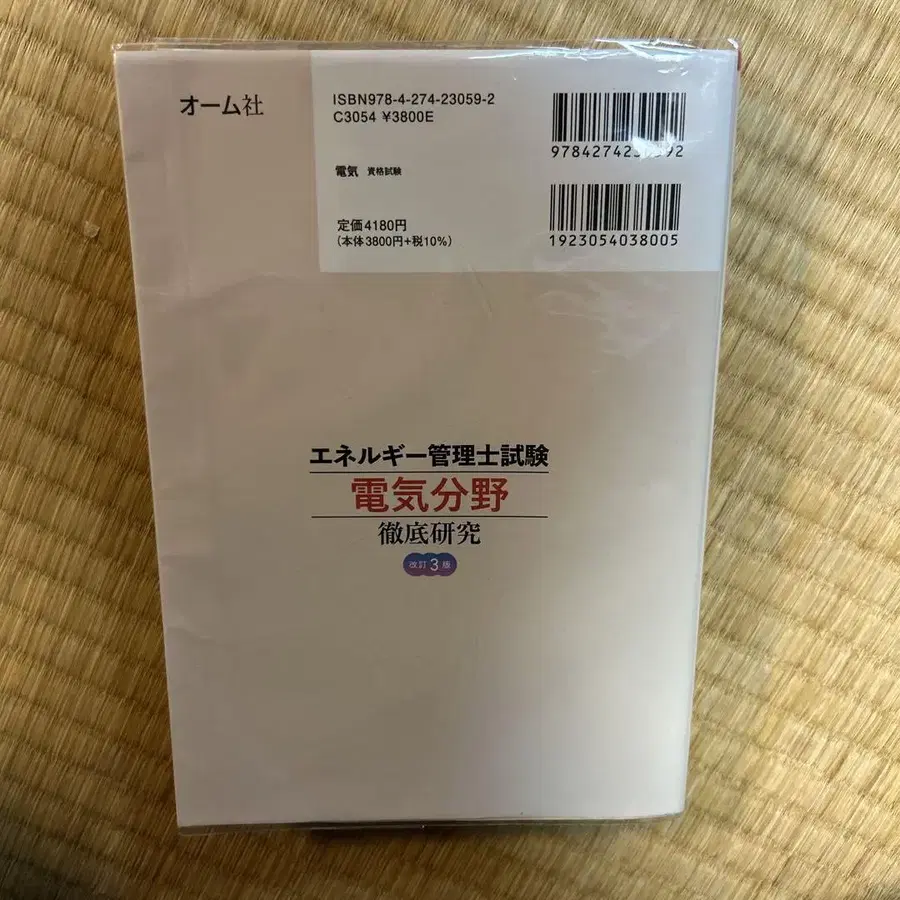 オーム社
ISBN978-4-274-23059-2
C3054 ¥3800E
電気 資格試験
定価4180円
(本体3800円+税10%)
1923054038005
エネルギー管理士試験
電気分野
徹底研究
改訂3版